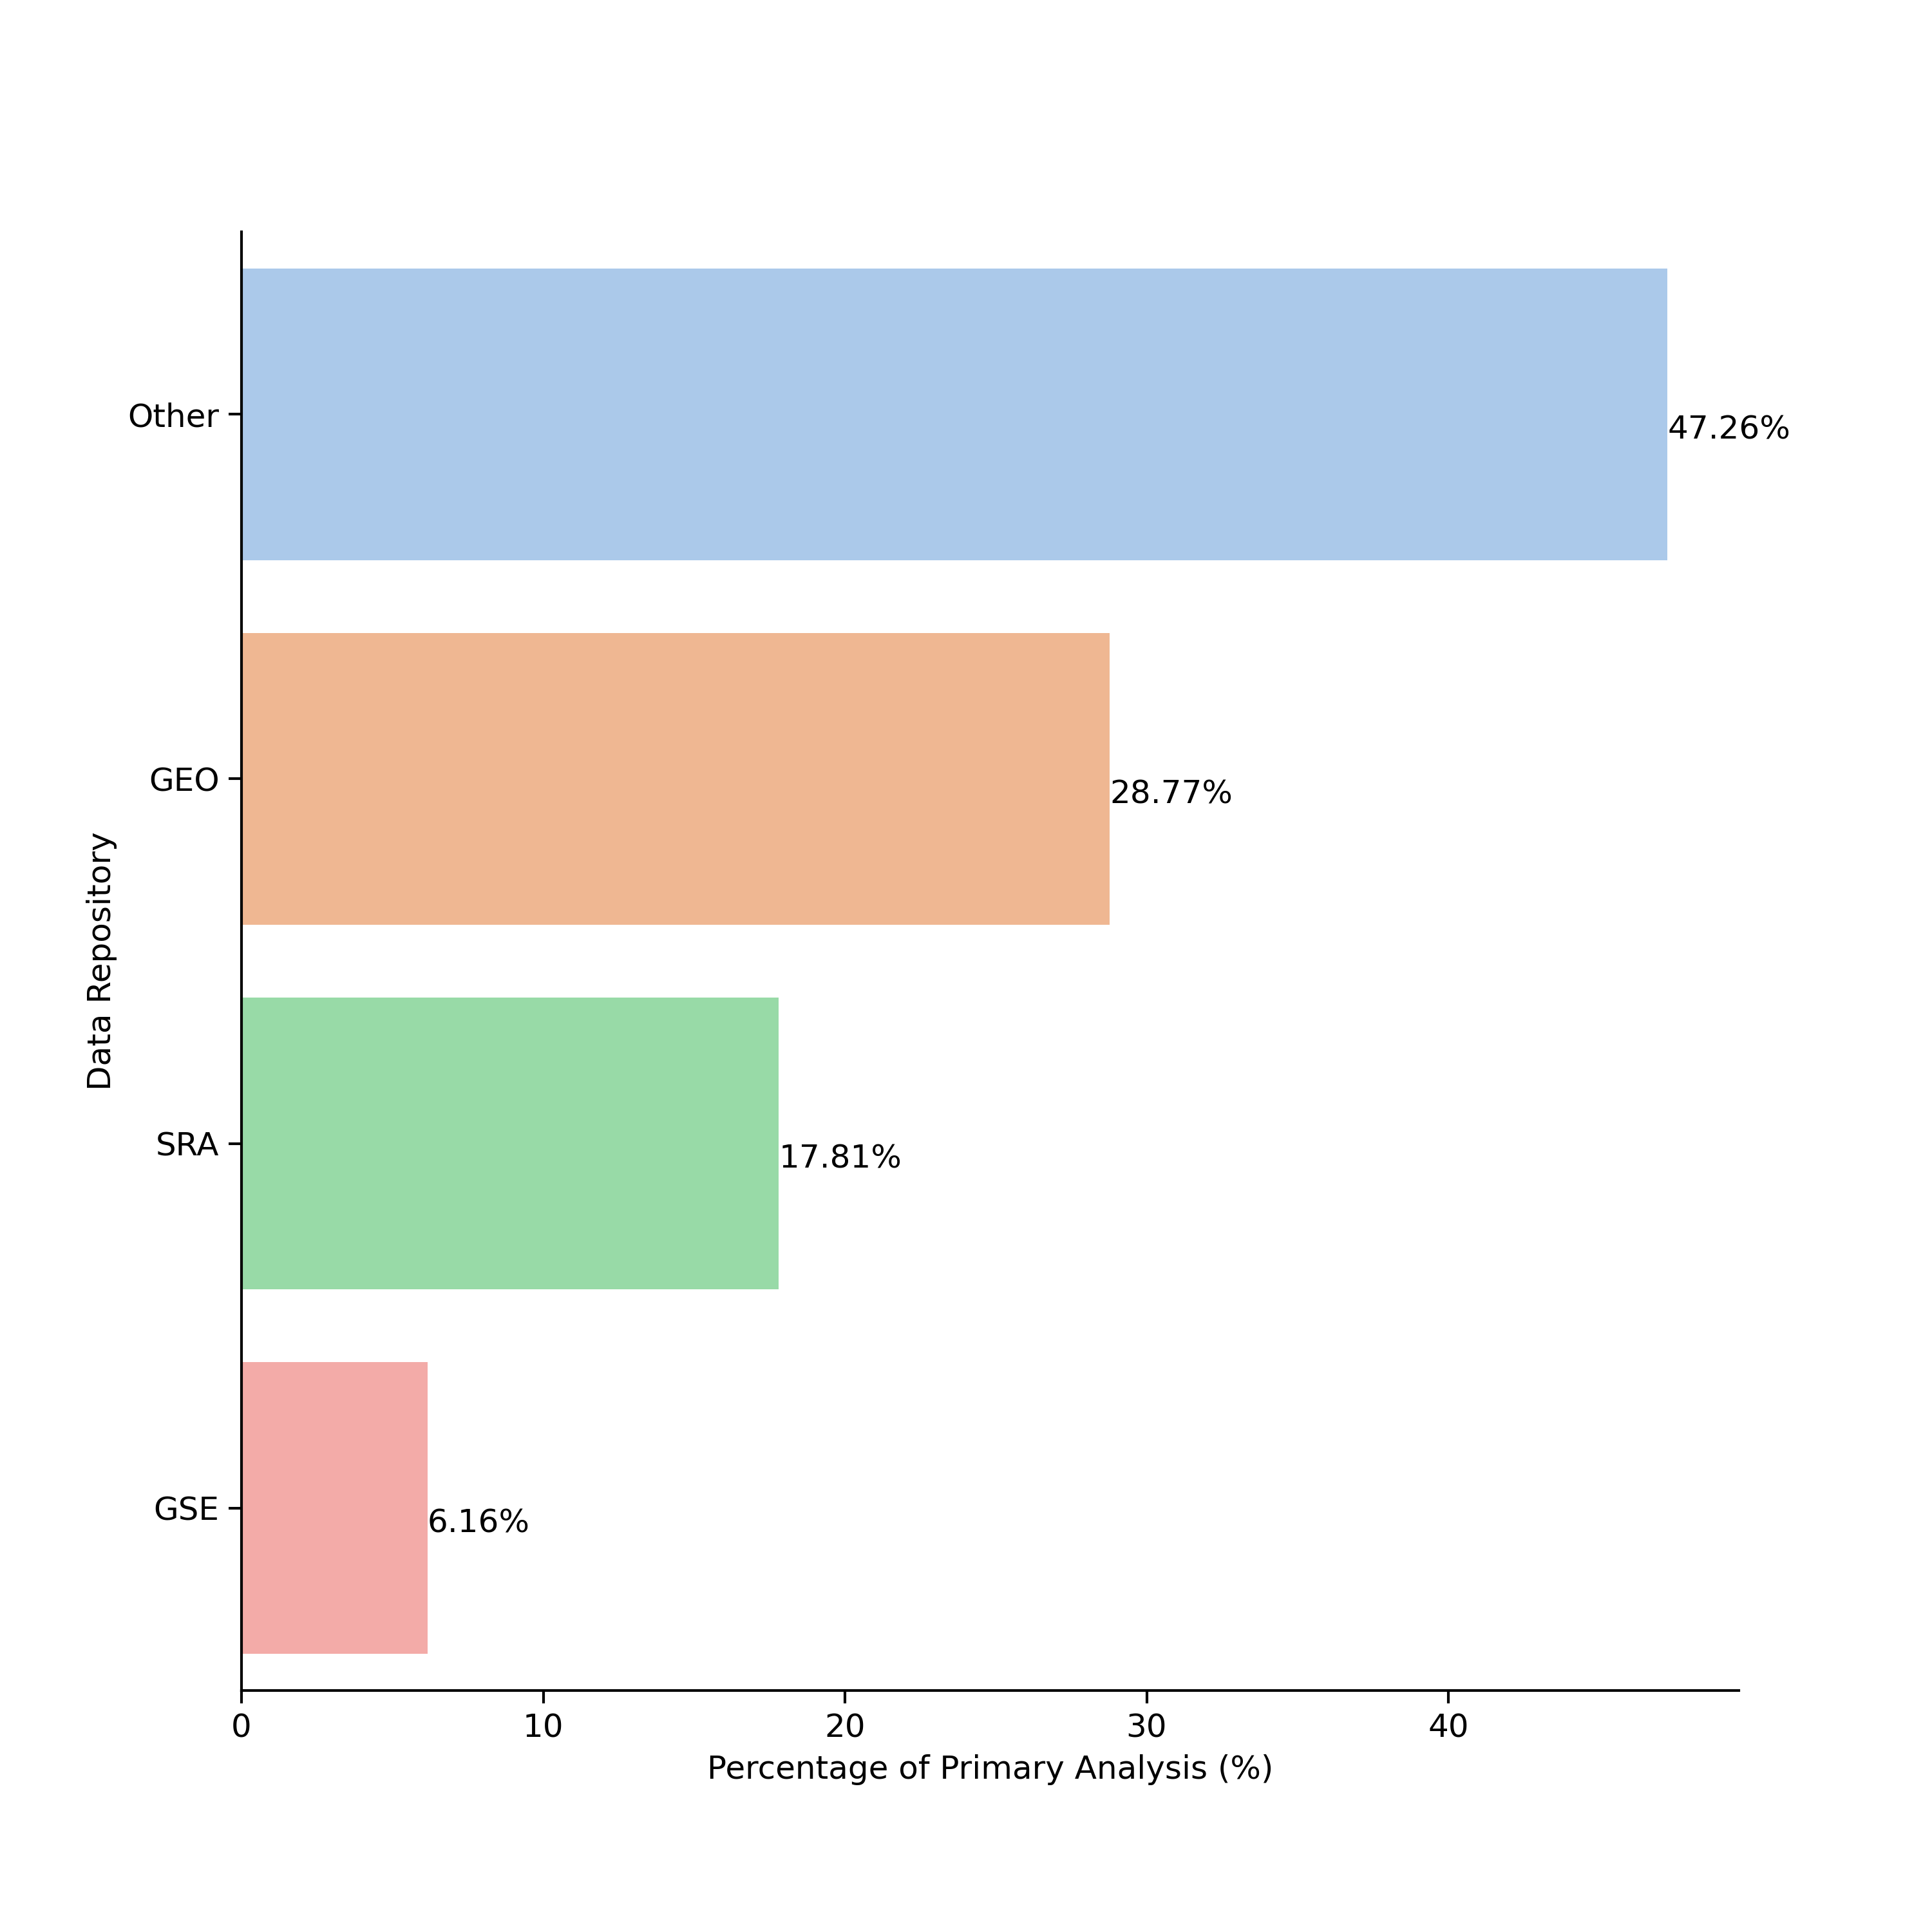 Other
47.26%
GEO
28.77%
Data Repository
SRA
17.81%
GSE
6.16%
0 10 20 30 40
Percentage of Primary Analysis (%)